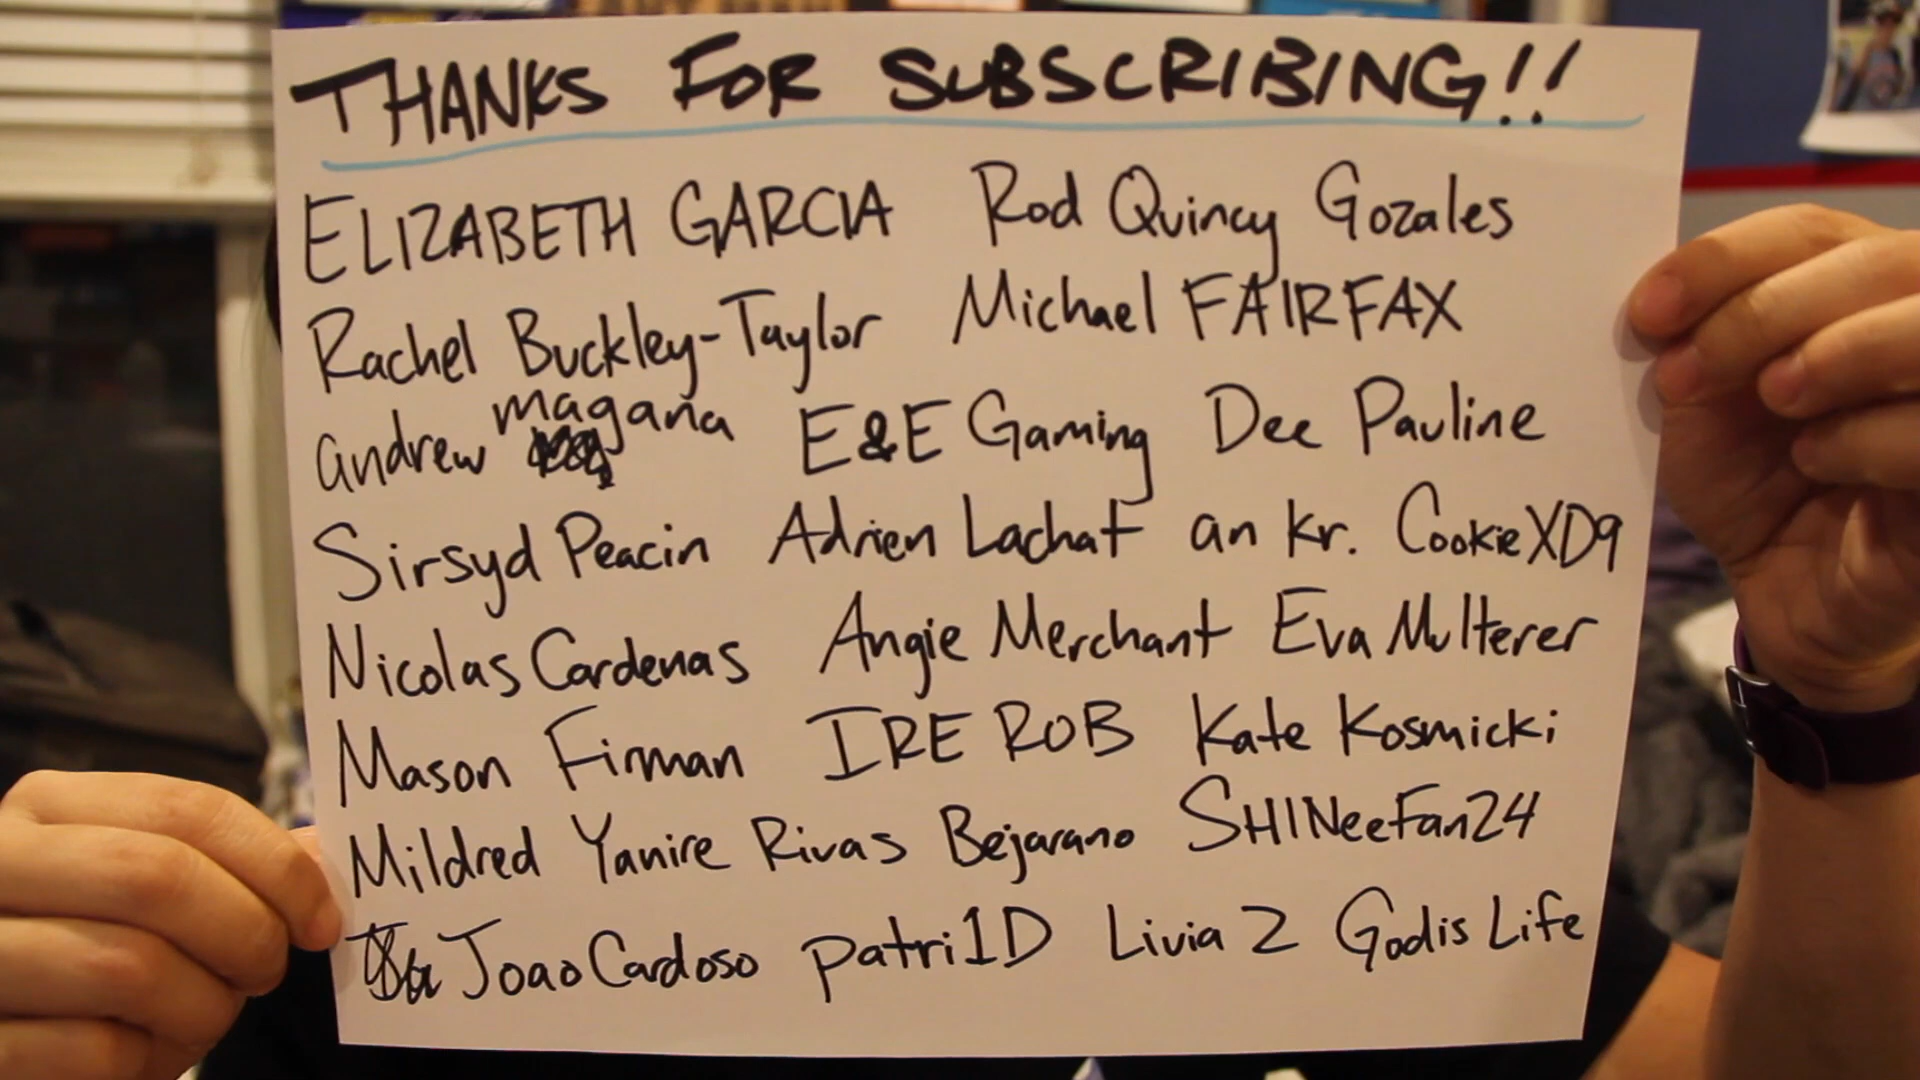 THANKS FOR SUBSCRIBING!!
ELIZABETH GARCIA Rod Quincy Gozales
Rachel Buckley-Taylor Michael FAIRFAX
andrew magana E&E Gaming Dee Pauline
Sirsyd Peacin Adrien Lachat an kr. CookieXD9
Nicolas Cardenas Angie Merchant Eva Multerer
Mason Firman IRE ROB Kate Kosmicki
Mildred Yanire Rivas Bejarano SHINeeFan24
Joao Cardoso patri1D Livia Z Godis Life